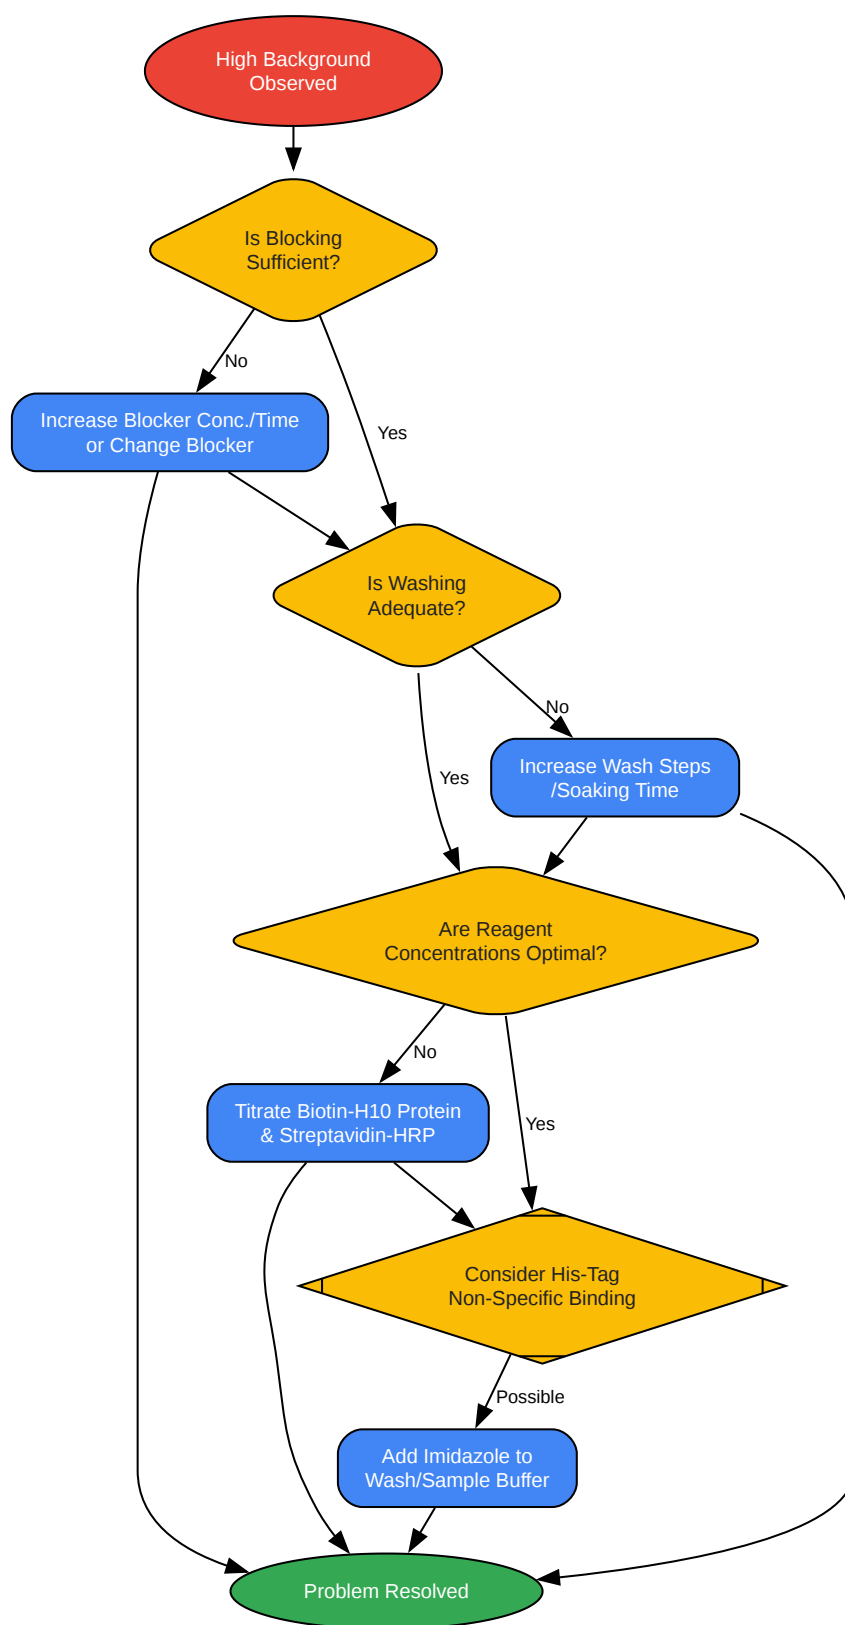 High Background
Observed
Is Blocking
Sufficient?
No
Increase Blocker Conc./Time
or Change Blocker
Yes
Is Washing
Adequate?
No
Increase Wash Steps
/Soaking Time
Yes
Are Reagent
Concentrations Optimal?
No
Titrate Biotin-H10 Protein
& Streptavidin-HRP
Yes
Consider His-Tag
Non-Specific Binding
Possible
Add Imidazole to
Wash/Sample Buffer
Problem Resolved